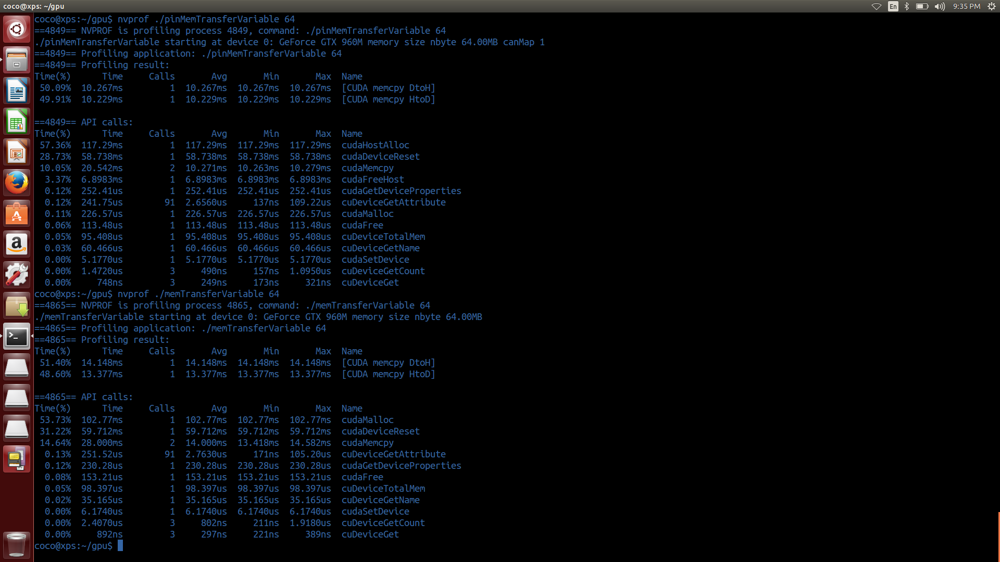 coco@xps: ~/gpu
En
9:35 PM
coco@xps:~/gpu$ nvprof ./pinMemTransferVariable 64
==4849== NVPROF is profiling process 4849, command: ./pinMemTransferVariable 64
./pinMemTransferVariable starting at device 0: GeForce GTX 960M memory size nbyte 64.00MB canMap 1
==4849== Profiling application: ./pinMemTransferVariable 64
==4849== Profiling result:
Time(%)      Time     Calls       Avg       Min       Max  Name
 50.09%  10.267ms         1  10.267ms  10.267ms  10.267ms  [CUDA memcpy DtoH]
 49.91%  10.229ms         1  10.229ms  10.229ms  10.229ms  [CUDA memcpy HtoD]

==4849== API calls:
Time(%)      Time     Calls       Avg       Min       Max  Name
 57.36%  117.29ms         1  117.29ms  117.29ms  117.29ms  cudaHostAlloc
 28.73%  58.738ms         1  58.738ms  58.738ms  58.738ms  cudaDeviceReset
 10.05%  20.542ms         2  10.271ms  10.263ms  10.279ms  cudaMemcpy
  3.37%  6.8983ms         1  6.8983ms  6.8983ms  6.8983ms  cudaFreeHost
  0.12%  252.41us         1  252.41us  252.41us  252.41us  cudaGetDeviceProperties
  0.12%  241.75us        91  2.6560us     137ns  109.22us  cuDeviceGetAttribute
  0.11%  226.57us         1  226.57us  226.57us  226.57us  cudaMalloc
  0.06%  113.48us         1  113.48us  113.48us  113.48us  cudaFree
  0.05%  95.408us         1  95.408us  95.408us  95.408us  cuDeviceTotalMem
  0.03%  60.466us         1  60.466us  60.466us  60.466us  cuDeviceGetName
  0.00%  5.1770us         1  5.1770us  5.1770us  5.1770us  cudaSetDevice
  0.00%  1.4720us         3     490ns     157ns  1.0950us  cuDeviceGetCount
  0.00%     748ns         3     249ns     173ns     321ns  cuDeviceGet
coco@xps:~/gpu$ nvprof ./memTransferVariable 64
==4865== NVPROF is profiling process 4865, command: ./memTransferVariable 64
./memTransferVariable starting at device 0: GeForce GTX 960M memory size nbyte 64.00MB
==4865== Profiling application: ./memTransferVariable 64
==4865== Profiling result:
Time(%)      Time     Calls       Avg       Min       Max  Name
 51.40%  14.148ms         1  14.148ms  14.148ms  14.148ms  [CUDA memcpy DtoH]
 48.60%  13.377ms         1  13.377ms  13.377ms  13.377ms  [CUDA memcpy HtoD]

==4865== API calls:
Time(%)      Time     Calls       Avg       Min       Max  Name
 53.73%  102.77ms         1  102.77ms  102.77ms  102.77ms  cudaMalloc
 31.22%  59.712ms         1  59.712ms  59.712ms  59.712ms  cudaDeviceReset
 14.64%  28.000ms         2  14.000ms  13.418ms  14.582ms  cudaMemcpy
  0.13%  251.52us        91  2.7630us     171ns  105.20us  cuDeviceGetAttribute
  0.12%  230.28us         1  230.28us  230.28us  230.28us  cudaGetDeviceProperties
  0.08%  153.21us         1  153.21us  153.21us  153.21us  cudaFree
  0.05%  98.397us         1  98.397us  98.397us  98.397us  cuDeviceTotalMem
  0.02%  35.165us         1  35.165us  35.165us  35.165us  cuDeviceGetName
  0.00%  6.1740us         1  6.1740us  6.1740us  6.1740us  cudaSetDevice
  0.00%  2.4070us         3     802ns     211ns  1.9180us  cuDeviceGetCount
  0.00%     892ns         3     297ns     221ns     389ns  cuDeviceGet
coco@xps:~/gpu$